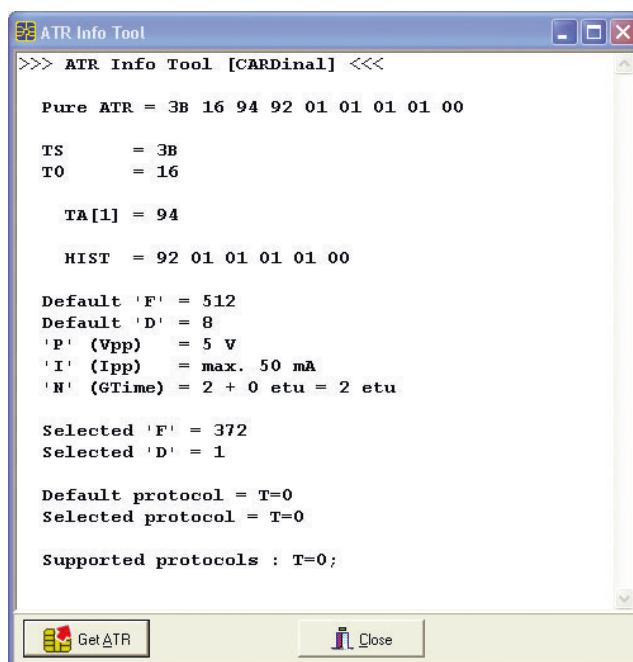 ATR Info Tool
>>> ATR Info Tool [CARDinal] <<<
Pure ATR = 3B 16 94 92 01 01 01 01 00
TS = 3B
T0 = 16
TA[1] = 94
HIST = 92 01 01 01 01 00
Default 'F' = 512
Default 'D' = 8
'P' (Vpp) = 5 V
'I' (Ipp) = max. 50 mA
'N' (GTime) = 2 + 0 etu = 2 etu
Selected 'F' = 372
Selected 'D' = 1
Default protocol = T=0
Selected protocol = T=0
Supported protocols : T=0;
Get ATR
Close